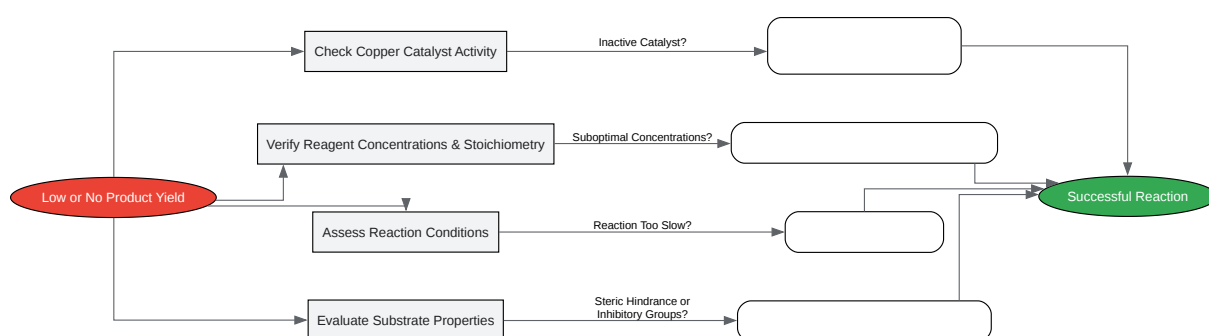 Check Copper Catalyst Activity
Inactive Catalyst?
Verify Reagent Concentrations & Stoichiometry
Suboptimal Concentrations?
Low or No Product Yield
Successful Reaction
Assess Reaction Conditions
Reaction Too Slow?
Evaluate Substrate Properties
Steric Hindrance or
Inhibitory Groups?